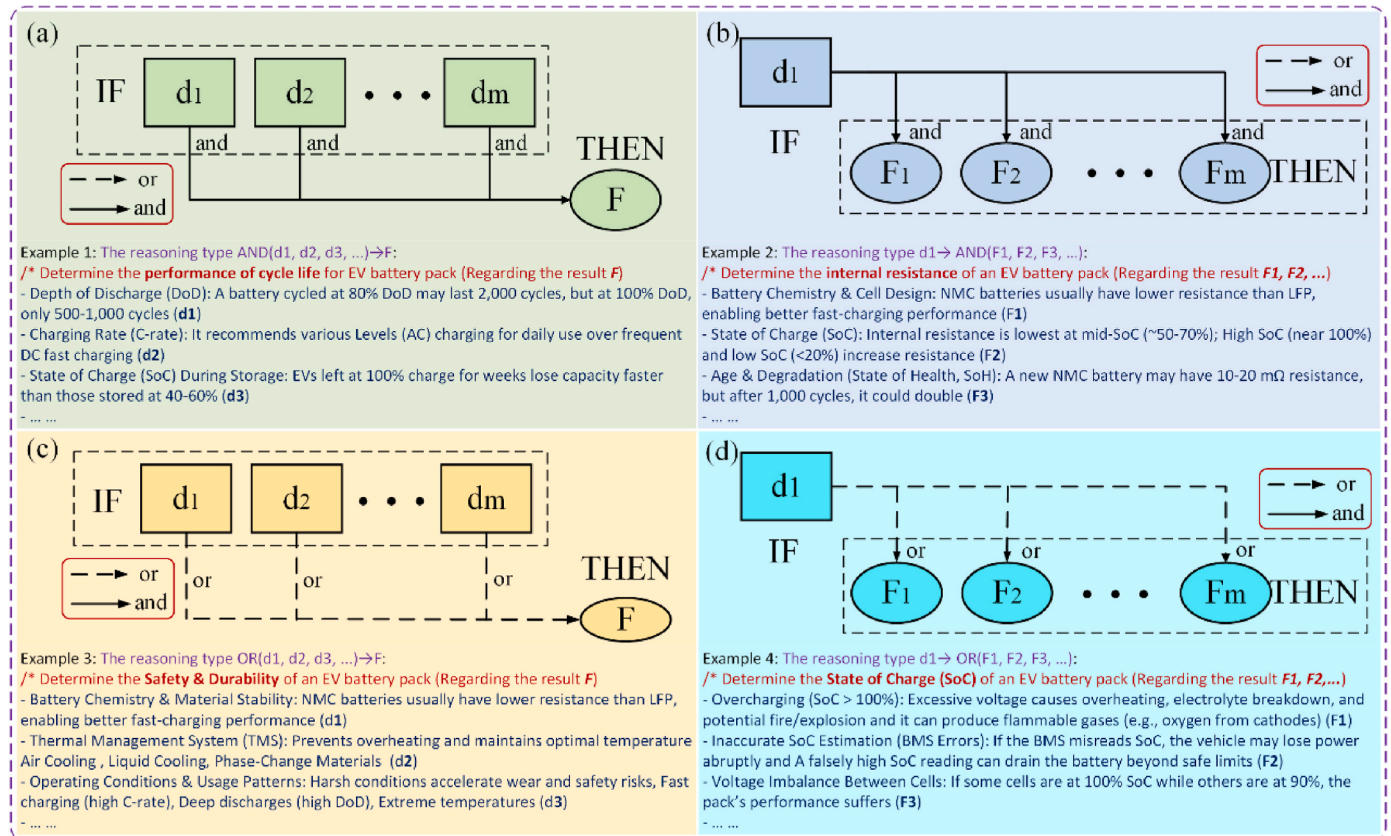 (a)
IF
d1
d2
• • •
dm
and
and
and
THEN
or
and
F
Example 1: The reasoning type AND(d1, d2, d3, ...)→F:
/* Determine the performance of cycle life for EV battery pack (Regarding the result F)
- Depth of Discharge (DoD): A battery cycled at 80% DoD may last 2,000 cycles, but at 100% DoD,
only 500-1,000 cycles (d1)
- Charging Rate (C-rate): It recommends various Levels (AC) charging for daily use over frequent
DC fast charging (d2)
- State of Charge (SoC) During Storage: EVs left at 100% charge for weeks lose capacity faster
than those stored at 40-60% (d3)
- ... ...
(b)
d1
or
and
IF
and
and
and
F1
F2
• • •
Fm
THEN
Example 2: The reasoning type d1→ AND(F1, F2, F3, ...):
/* Determine the internal resistance of an EV battery pack (Regarding the result F1, F2, ...)
- Battery Chemistry & Cell Design: NMC batteries usually have lower resistance than LFP,
enabling better fast-charging performance (F1)
- State of Charge (SoC): Internal resistance is lowest at mid-SoC (~50-70%); High SoC (near 100%)
and low SoC (<20%) increase resistance (F2)
- Age & Degradation (State of Health, SoH): A new NMC battery may have 10-20 mΩ resistance,
but after 1,000 cycles, it could double (F3)
- ... ...
(c)
IF
d1
d2
• • •
dm
or
or
or
THEN
or
and
F
Example 3: The reasoning type OR(d1, d2, d3, ...)→F:
/* Determine the Safety & Durability of an EV battery pack (Regarding the result F)
- Battery Chemistry & Material Stability: NMC batteries usually have lower resistance than LFP,
enabling better fast-charging performance (d1)
- Thermal Management System (TMS): Prevents overheating and maintains optimal temperature
Air Cooling , Liquid Cooling, Phase-Change Materials (d2)
- Operating Conditions & Usage Patterns: Harsh conditions accelerate wear and safety risks, Fast
charging (high C-rate), Deep discharges (high DoD), Extreme temperatures (d3)
- ... ...
(d)
d1
or
and
IF
or
or
or
F1
F2
• • •
Fm
THEN
Example 4: The reasoning type d1→ OR(F1, F2, F3, ...):
/* Determine the State of Charge (SoC) of an EV battery pack (Regarding the result F1, F2,...)
- Overcharging (SoC > 100%): Excessive voltage causes overheating, electrolyte breakdown, and
potential fire/explosion and it can produce flammable gases (e.g., oxygen from cathodes) (F1)
- Inaccurate SoC Estimation (BMS Errors): If the BMS misreads SoC, the vehicle may lose power
abruptly and A falsely high SoC reading can drain the battery beyond safe limits (F2)
- Voltage Imbalance Between Cells: If some cells are at 100% SoC while others are at 90%, the
pack's performance suffers (F3)
- ... ...